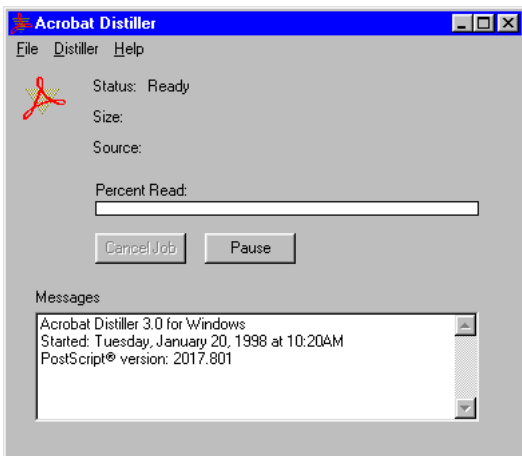 Acrobat Distiller
File Distiller Help
Status: Ready
Size:
Source:
Percent Read:
Cancel Job Pause
Messages
Acrobat Distiller 3.0 for Windows
Started: Tuesday, January 20, 1998 at 10:20AM
PostScript® version: 2017.801